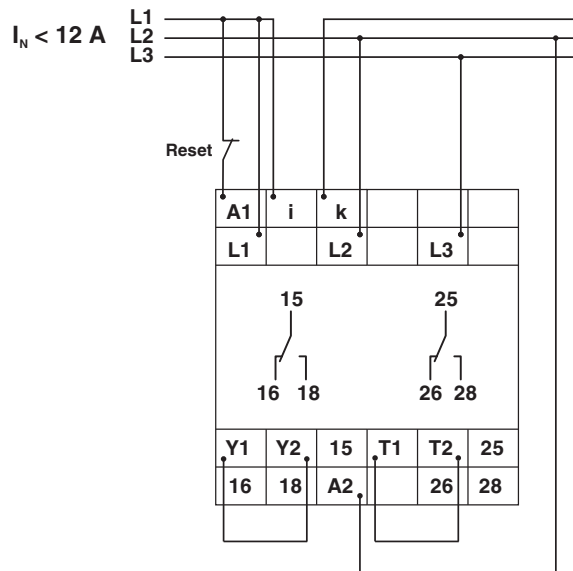 L1
I_N < 12 A L2
L3
Reset
A1 i k
L1 L2 L3
15 25
16 18 26 28
Y1 Y2 15 T1 T2 25
16 18 A2 26 28